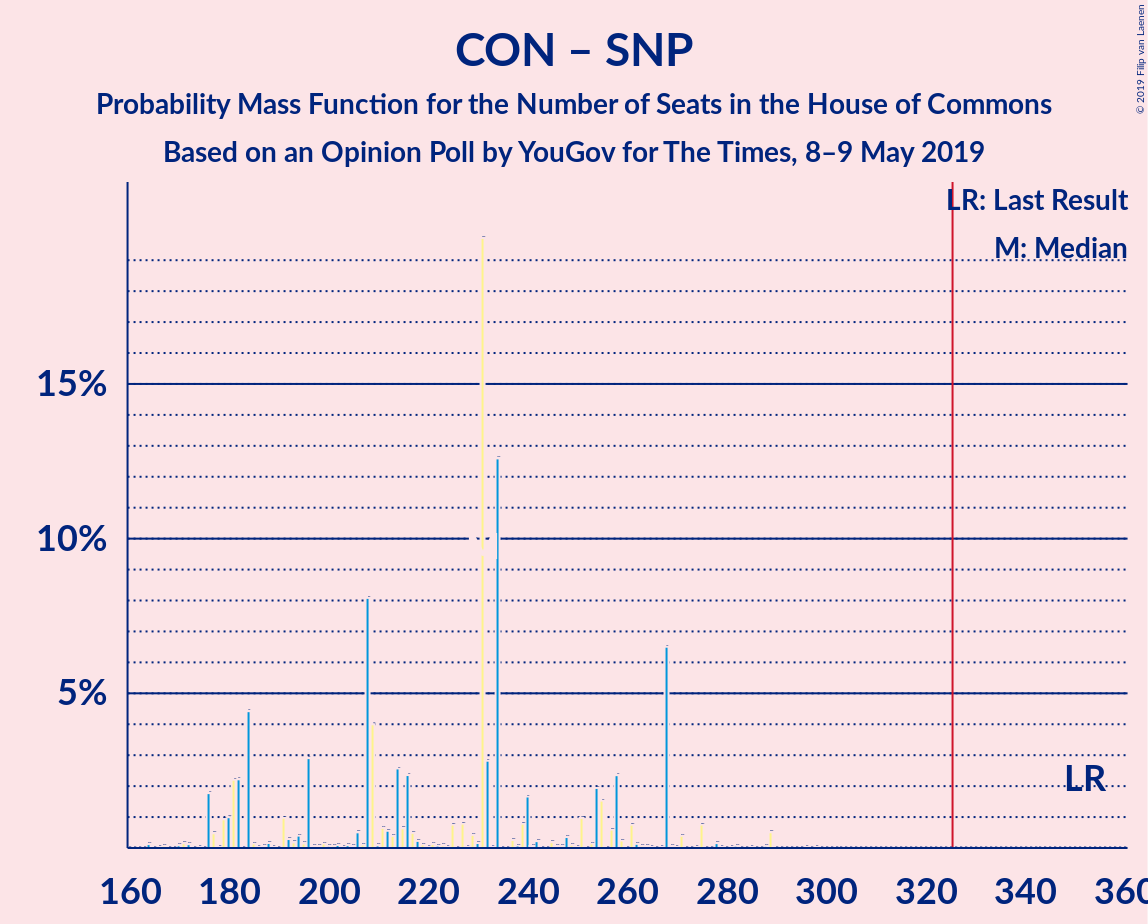 CON – SNP
Probability Mass Function for the Number of Seats in the House of Commons
Based on an Opinion Poll by YouGov for The Times, 8–9 May 2019
© 2019 Filip van Laenen
LR: Last Result
M: Median
15%
10%
5%
LR
160 180 200 220 240 260 280 300 320 340 360